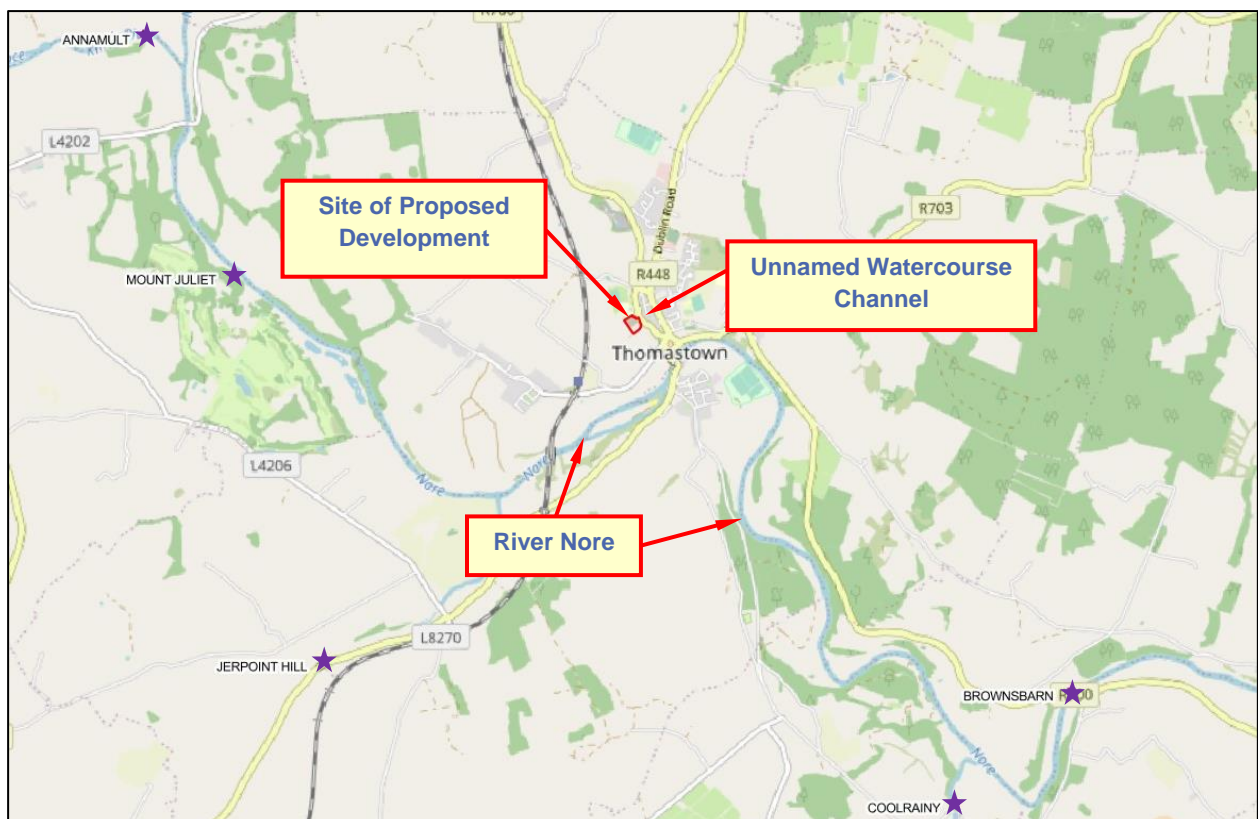 ANNAMULT
L4202
Site of Proposed
Development
Dublin Road
R703
MOUNT JULIET
R448
Unnamed Watercourse
Channel
Thomastown
L4206
Nore
Nore
River Nore
L8270
JERPOINT HILL
BROWNSBARN
Nore
COOLRAINY